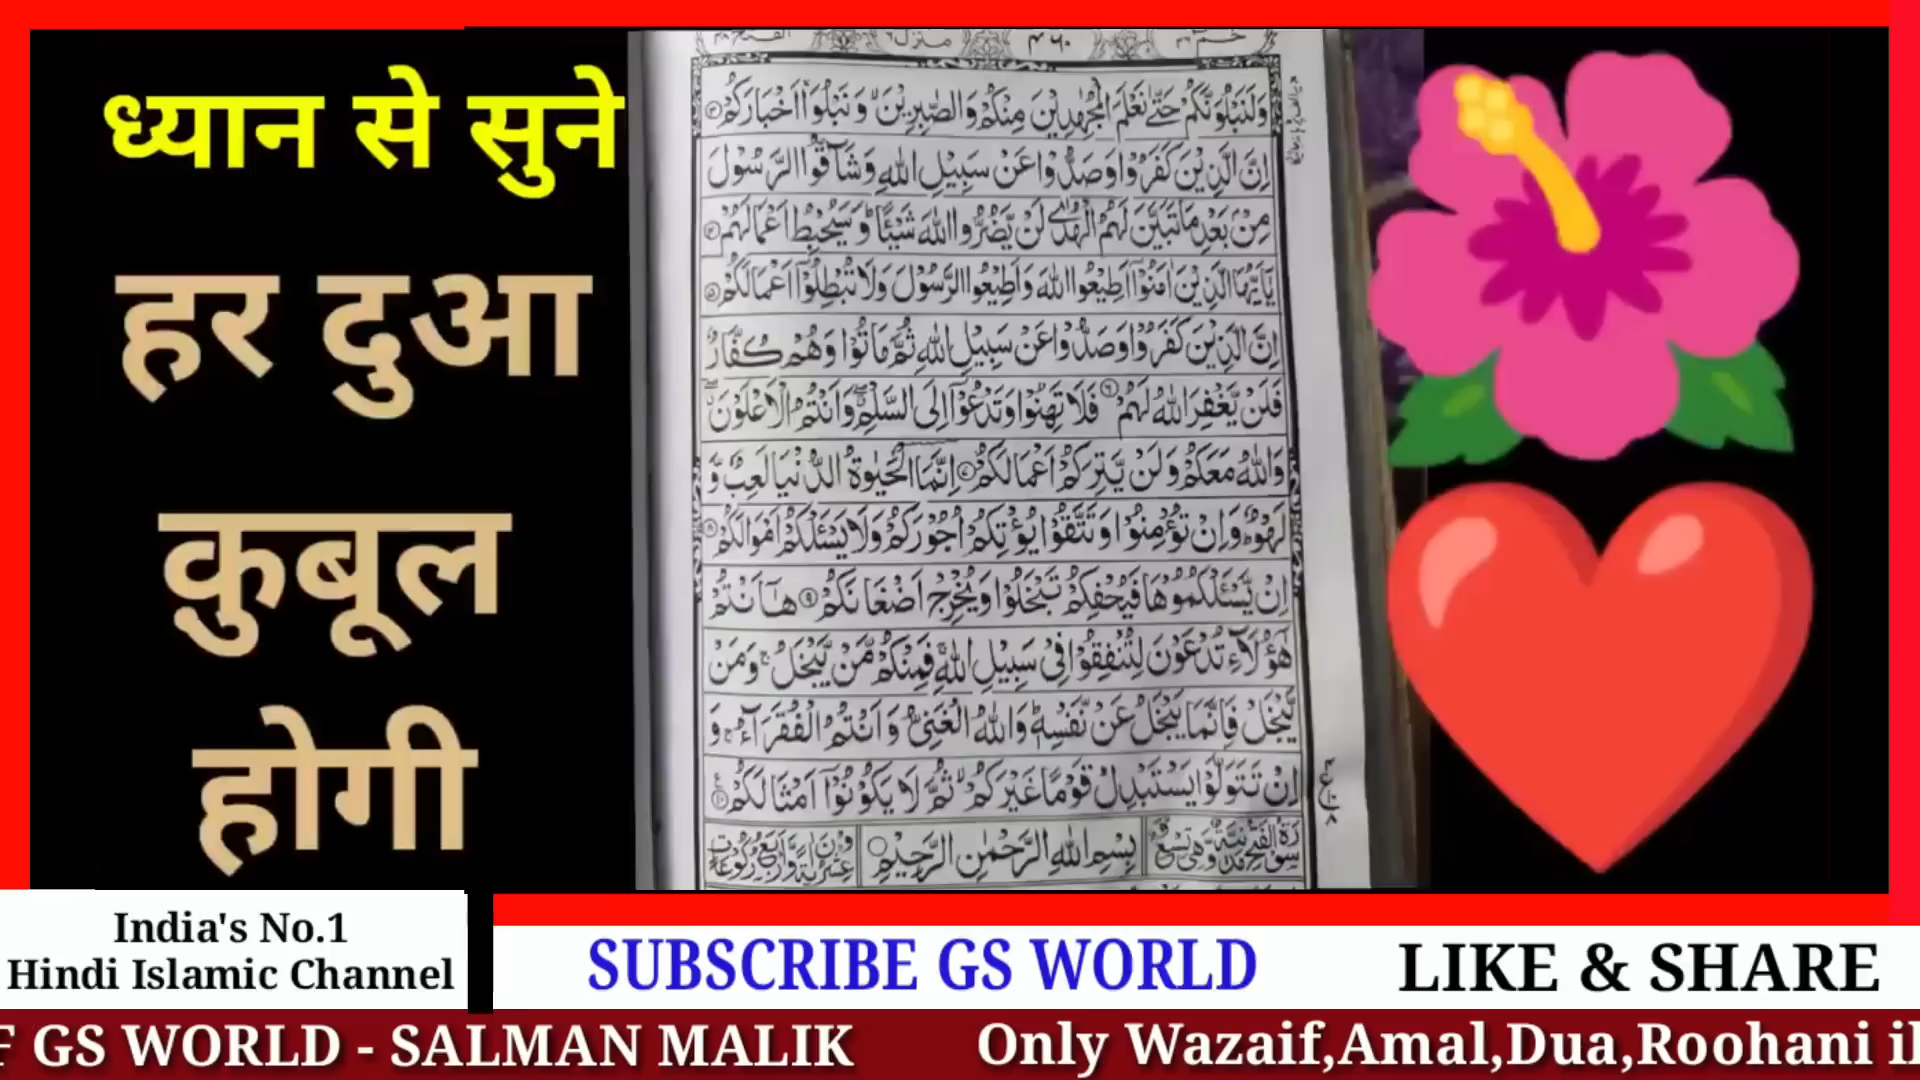 ध्यान से सुने
हर दुआ
कुबूल
होगी
وَلَنَبْلُوَنَّكُمْ حَتّٰى نَعْلَمَ الْمُجٰهِدِيْنَ مِنْكُمْ وَالصّٰبِرِيْنَ وَنَبْلُوَا۟ اَخْبَارَكُمْ
اِنَّ الَّذِيْنَ كَفَرُوْا وَصَدُّوْا عَنْ سَبِيْلِ اللّٰهِ وَشَآقُّوا الرَّسُوْلَ
مِنْۢ بَعْدِ مَا تَبَيَّنَ لَهُمُ الْهُدٰى لَنْ يَّضُرُّوا اللّٰهَ شَيْـًٔا ؕ وَسَيُحْبِطُ اَعْمَالَهُمْ
يٰٓاَيُّهَا الَّذِيْنَ اٰمَنُوْٓا اَطِيْعُوا اللّٰهَ وَاَطِيْعُوا الرَّسُوْلَ وَلَا تُبْطِلُوْٓا اَعْمَالَكُمْ
اِنَّ الَّذِيْنَ كَفَرُوْا وَصَدُّوْا عَنْ سَبِيْلِ اللّٰهِ ثُمَّ مَاتُوْا وَهُمْ كُفَّارٌ
فَلَنْ يَّغْفِرَ اللّٰهُ لَهُمْ فَلَا تَهِنُوْا وَتَدْعُوْٓا اِلَى السَّلْمِ وَاَنْتُمُ الْاَعْلَوْنَ
وَاللّٰهُ مَعَكُمْ وَلَنْ يَّتِرَكُمْ اَعْمَالَكُمْ اِنَّمَا الْحَيٰوةُ الدُّنْيَا لَعِبٌ وَّ
لَهْوٌ ؕ وَاِنْ تُؤْمِنُوْا وَتَتَّقُوْا يُؤْتِكُمْ اُجُوْرَكُمْ وَلَا يَسْـَٔلْكُمْ اَمْوَالَكُمْ
اِنْ يَّسْـَٔلْكُمُوْهَا فَيُحْفِكُمْ تَبْخَلُوْا وَيُخْرِجْ اَضْغَانَكُمْ هٰٓاَنْتُمْ
هٰٓؤُلَآءِ تُدْعَوْنَ لِتُنْفِقُوْا فِيْ سَبِيْلِ اللّٰهِ فَمِنْكُمْ مَّنْ يَّبْخَلُ وَمَنْ
يَّبْخَلْ فَاِنَّمَا يَبْخَلُ عَنْ نَّفْسِهٖ ؕ وَاللّٰهُ الْغَنِيُّ وَاَنْتُمُ الْفُقَرَآءُ وَ
اِنْ تَتَوَلَّوْا يَسْتَبْدِلْ قَوْمًا غَيْرَكُمْ ثُمَّ لَا يَكُوْنُوْٓا اَمْثَالَكُمْ
بِسْمِ اللّٰهِ الرَّحْمٰنِ الرَّحِيْمِ
India's No.1
Hindi Islamic Channel
SUBSCRIBE GS WORLD
LIKE & SHARE
F GS WORLD - SALMAN MALIK
Only Wazaif,Amal,Dua,Roohani il